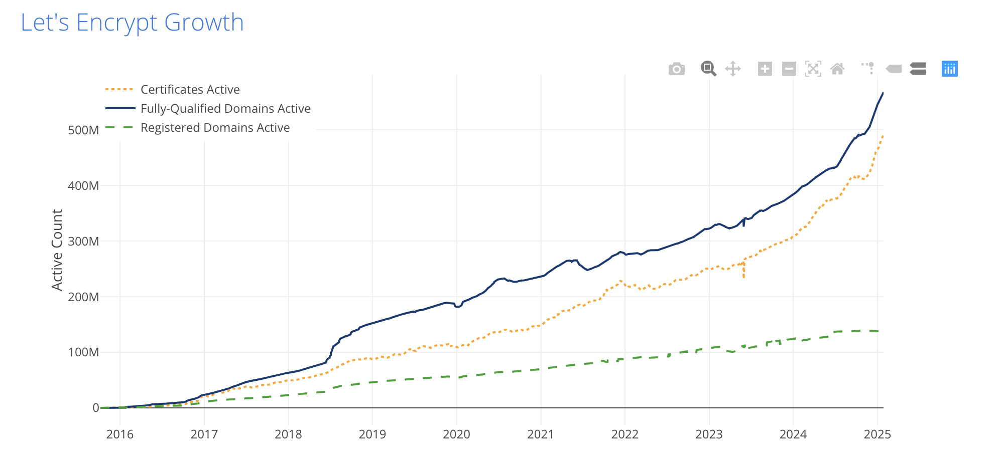 Let's Encrypt Growth
Certificates Active
Fully-Qualified Domains Active
Registered Domains Active
500M
400M
300M
200M
100M
0
Active Count
2016 2017 2018 2019 2020 2021 2022 2023 2024 2025